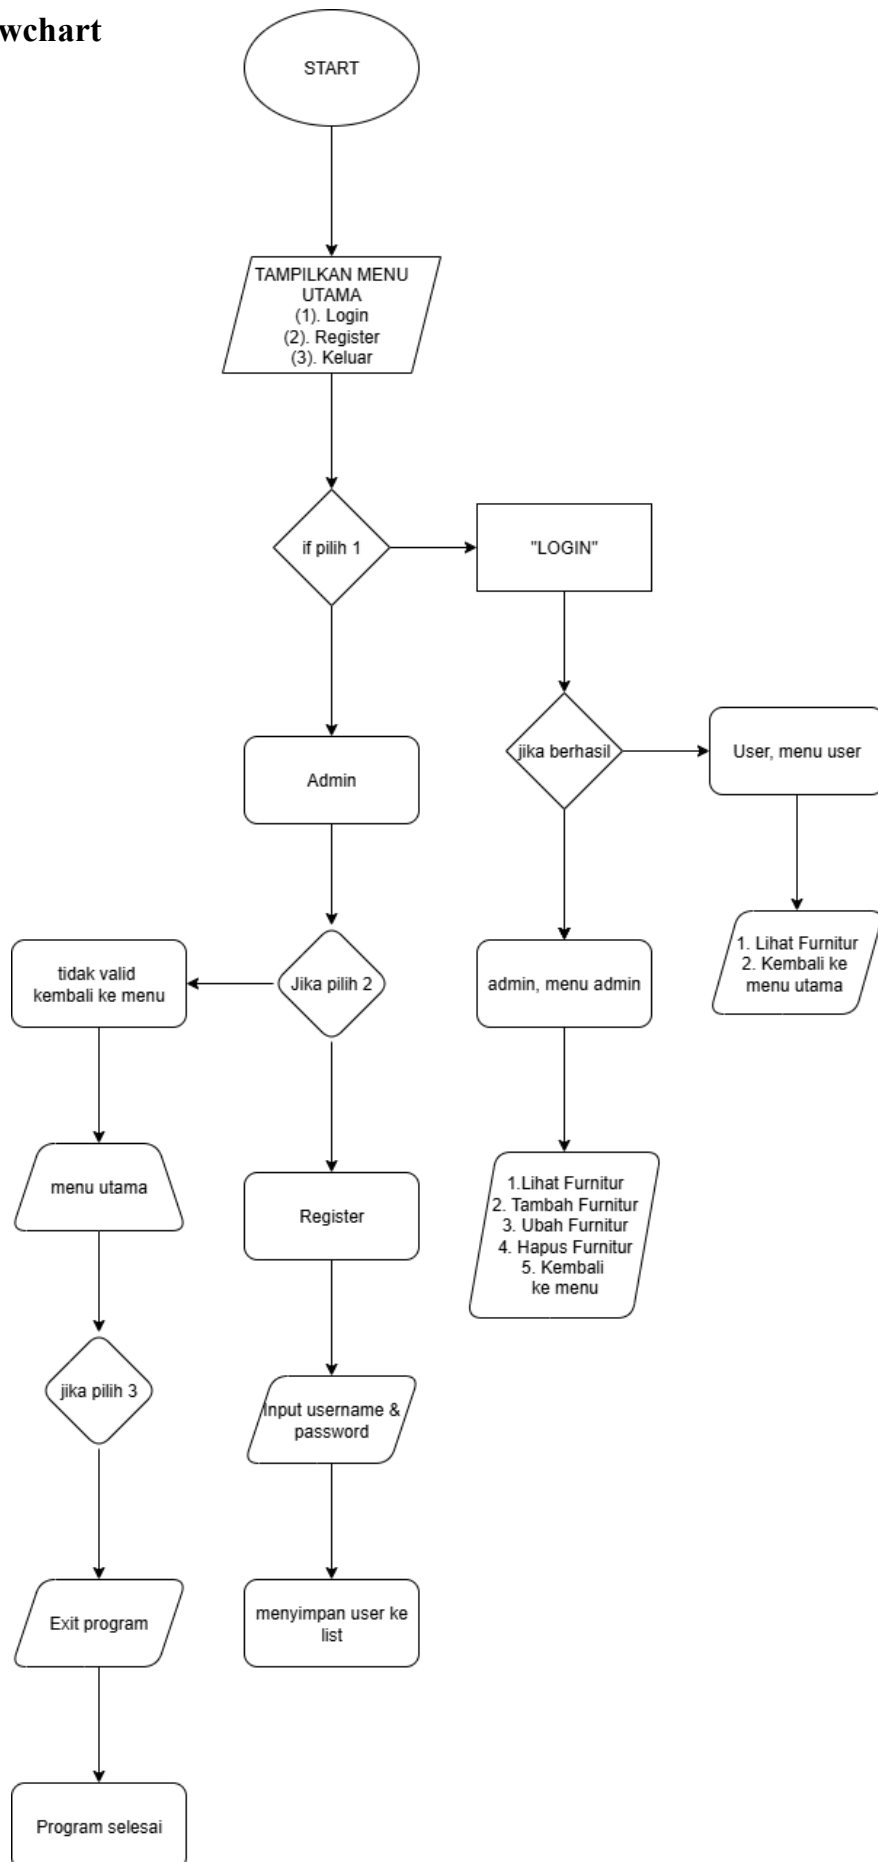 wchart
START
TAMPILKAN MENU
UTAMA
(1). Login
(2). Register
(3). Keluar
if pilih 1
"LOGIN"
jika berhasil
User, menu user
Admin
1. Lihat Furnitur
2. Kembali ke
menu utama
tidak valid
kembali ke menu
Jika pilih 2
admin, menu admin
menu utama
Register
1.Lihat Furnitur
2. Tambah Furnitur
3. Ubah Furnitur
4. Hapus Furnitur
5. Kembali
ke menu
jika pilih 3
Input username &
password
Exit program
menyimpan user ke
list
Program selesai